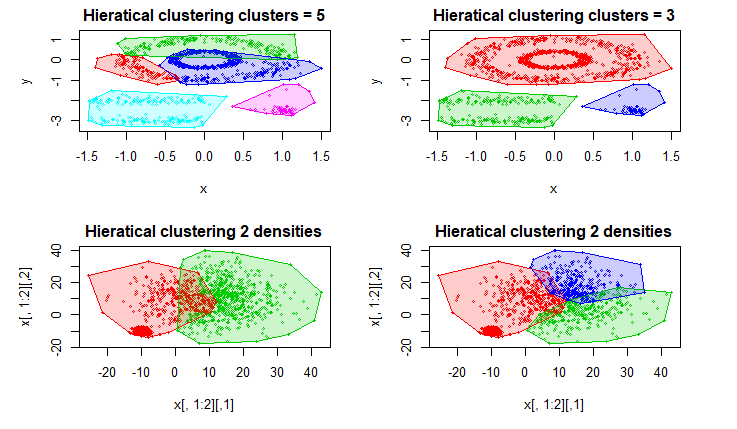 Hieratical clustering clusters = 5
y
1
0
-1
-3
-1.5 -1.0 -0.5 0.0 0.5 1.0 1.5
x
Hieratical clustering clusters = 3
y
1
0
-1
-3
-1.5 -1.0 -0.5 0.0 0.5 1.0 1.5
x
Hieratical clustering 2 densities
x[, 1:2][,2]
40
20
0
-20
-20 -10 0 10 20 30 40
x[, 1:2][,1]
Hieratical clustering 2 densities
x[, 1:2][,2]
40
20
0
-20
-20 -10 0 10 20 30 40
x[, 1:2][,1]